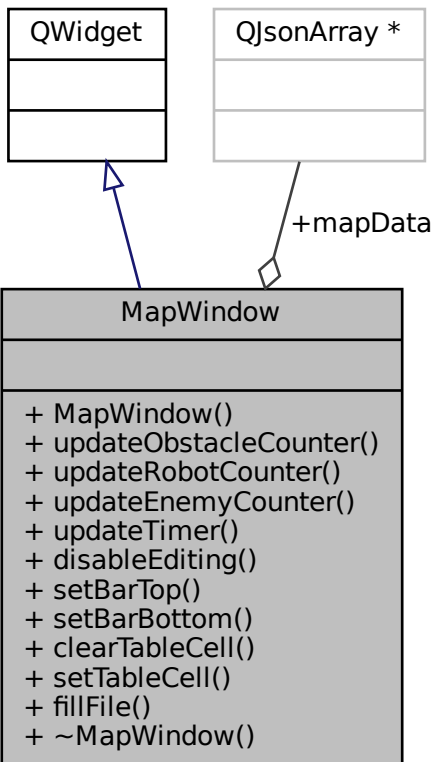 QWidget
QJsonArray *
+mapData
MapWindow
+ MapWindow()
+ updateObstacleCounter()
+ updateRobotCounter()
+ updateEnemyCounter()
+ updateTimer()
+ disableEditing()
+ setBarTop()
+ setBarBottom()
+ clearTableCell()
+ setTableCell()
+ fillFile()
+ ~MapWindow()